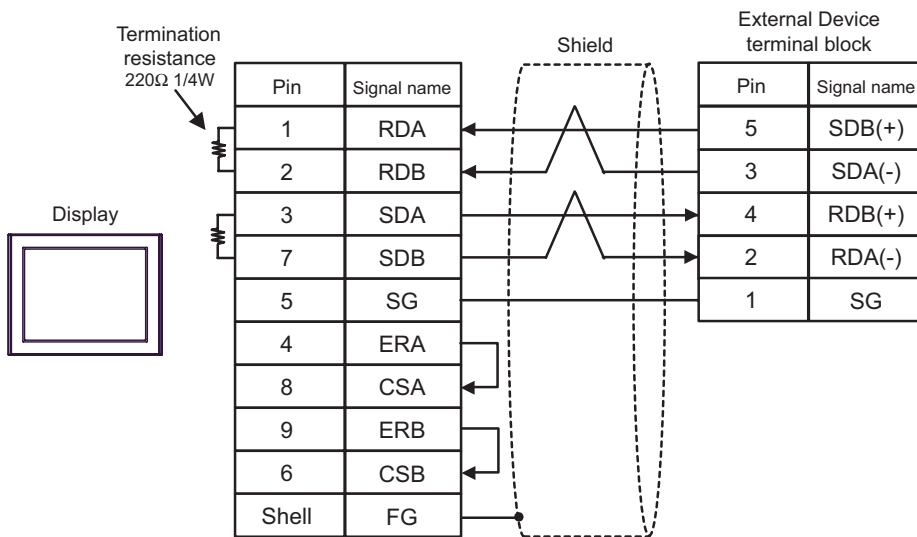 Termination
resistance
220Ω 1/4W
Display
Pin Signal name
1 RDA
2 RDB
3 SDA
7 SDB
5 SG
4 ERA
8 CSA
9 ERB
6 CSB
Shell FG
Shield
External Device
terminal block
Pin Signal name
5 SDB(+)
3 SDA(-)
4 RDB(+)
2 RDA(-)
1 SG